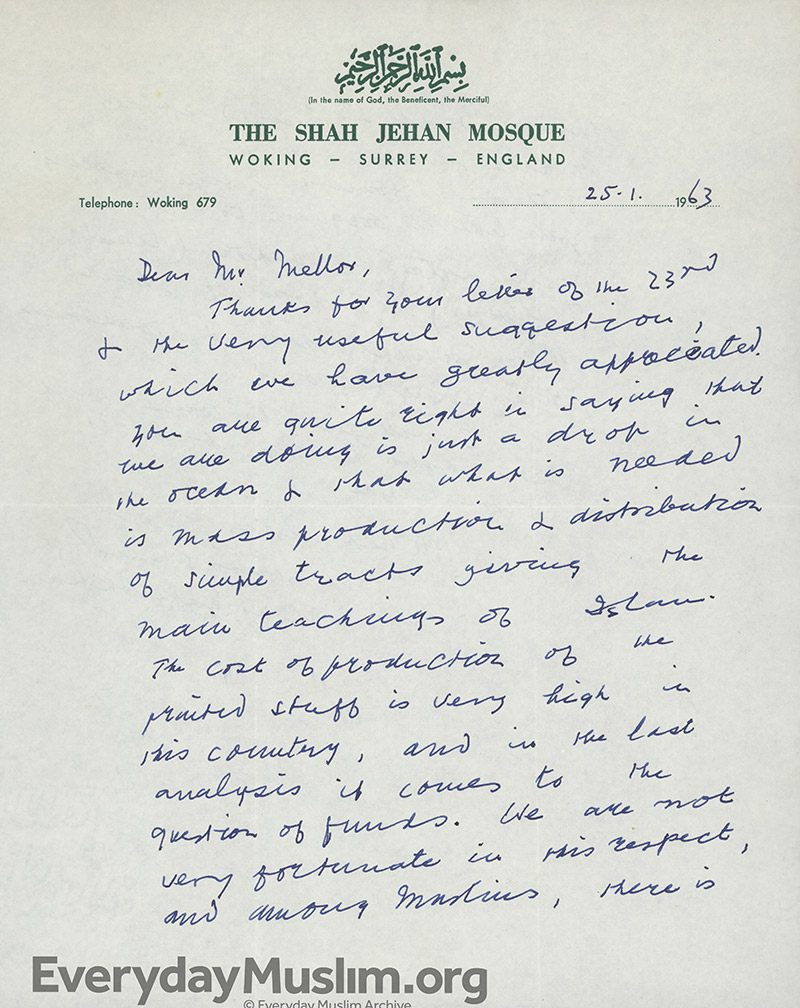 بسم الله الرحمن الرحيم
(In the name of God, the Beneficent, the Merciful)
THE SHAH JEHAN MOSQUE
WOKING – SURREY – ENGLAND
Telephone: Woking 679
25.1. 1963
Dear Mr. Mellor,
Thanks for your letter of the 23rd
& the very useful suggestion,
which we have greatly appreciated.
you are quite right in saying that
we are doing is just a drop in
the ocean & that what is needed
is mass production & distribution
of simple tracts giving the
main teachings of Islam.
The cost of production of the
printed stuff is very high in
this country, and in the last
analysis it comes to the
question of funds. We are not
very fortunate in this respect,
and among Muslims, there is
EverydayMuslim.org
© Everyday Muslim Archive